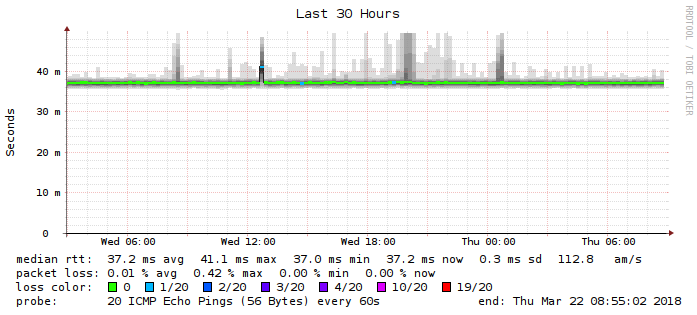 Last 30 Hours
RRDTOOL / TOBI OETIKER
Seconds
40 m
30 m
20 m
10 m
0
Wed 06:00 Wed 12:00 Wed 18:00 Thu 00:00 Thu 06:00
median rtt: 37.2 ms avg 41.1 ms max 37.0 ms min 37.2 ms now 0.3 ms sd 112.8 am/s
packet loss: 0.01 % avg 0.42 % max 0.00 % min 0.00 % now
loss color: 0 1/20 2/20 3/20 4/20 10/20 19/20
probe: 20 ICMP Echo Pings (56 Bytes) every 60s end: Thu Mar 22 08:55:02 2018